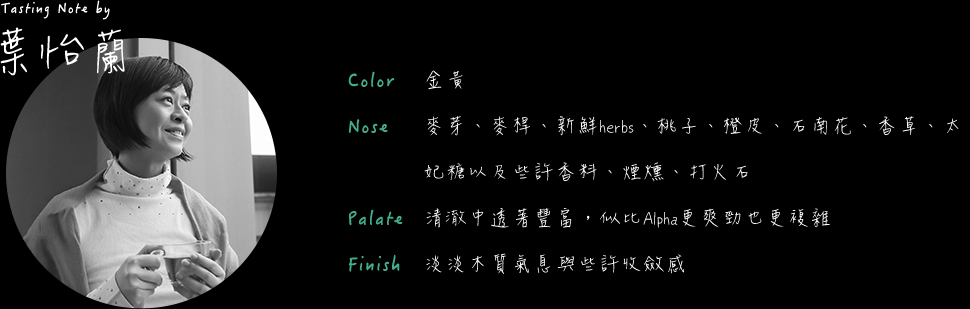 Tasting Note by
葉怡蘭
Color 金黃
Nose 麥芽、麥桿、新鮮herbs、桃子、橙皮、石南花、香草、太
妃糖以及些許香料、煙燻、打火石
Palate 清澈中透著豐富，似比Alpha更爽勁也更複雜
Finish 淡淡木質氣息與些許收斂感